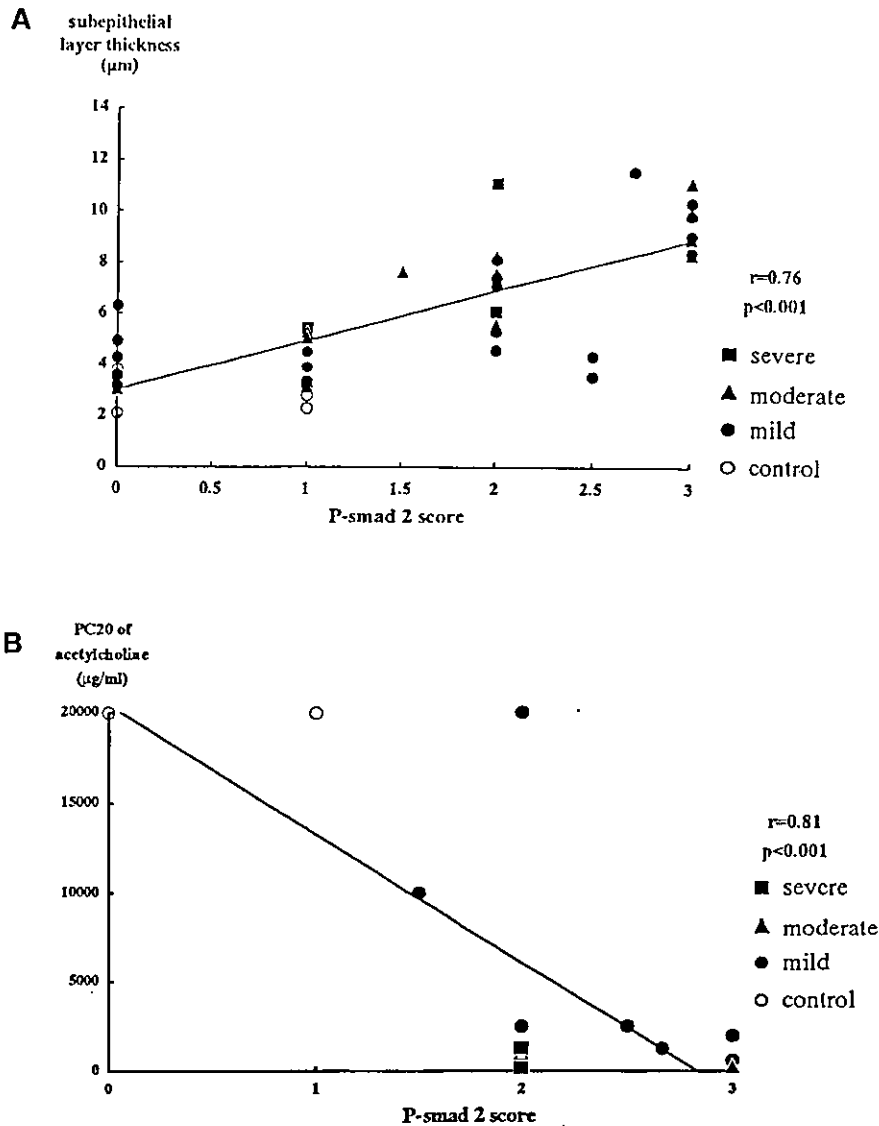 A
subepithelial
layer thickness
(μm)
14
12
10
8
6
4
2
0
0 0.5 1 1.5 2 2.5 3
P-smad 2 score
r=0.76
p<0.001
severe
moderate
mild
control
B
PC20 of
acetylcholine
(μg/ml)
20000
15000
10000
5000
0
0 1 2 3
P-smad 2 score
r=0.81
p<0.001
severe
moderate
mild
control